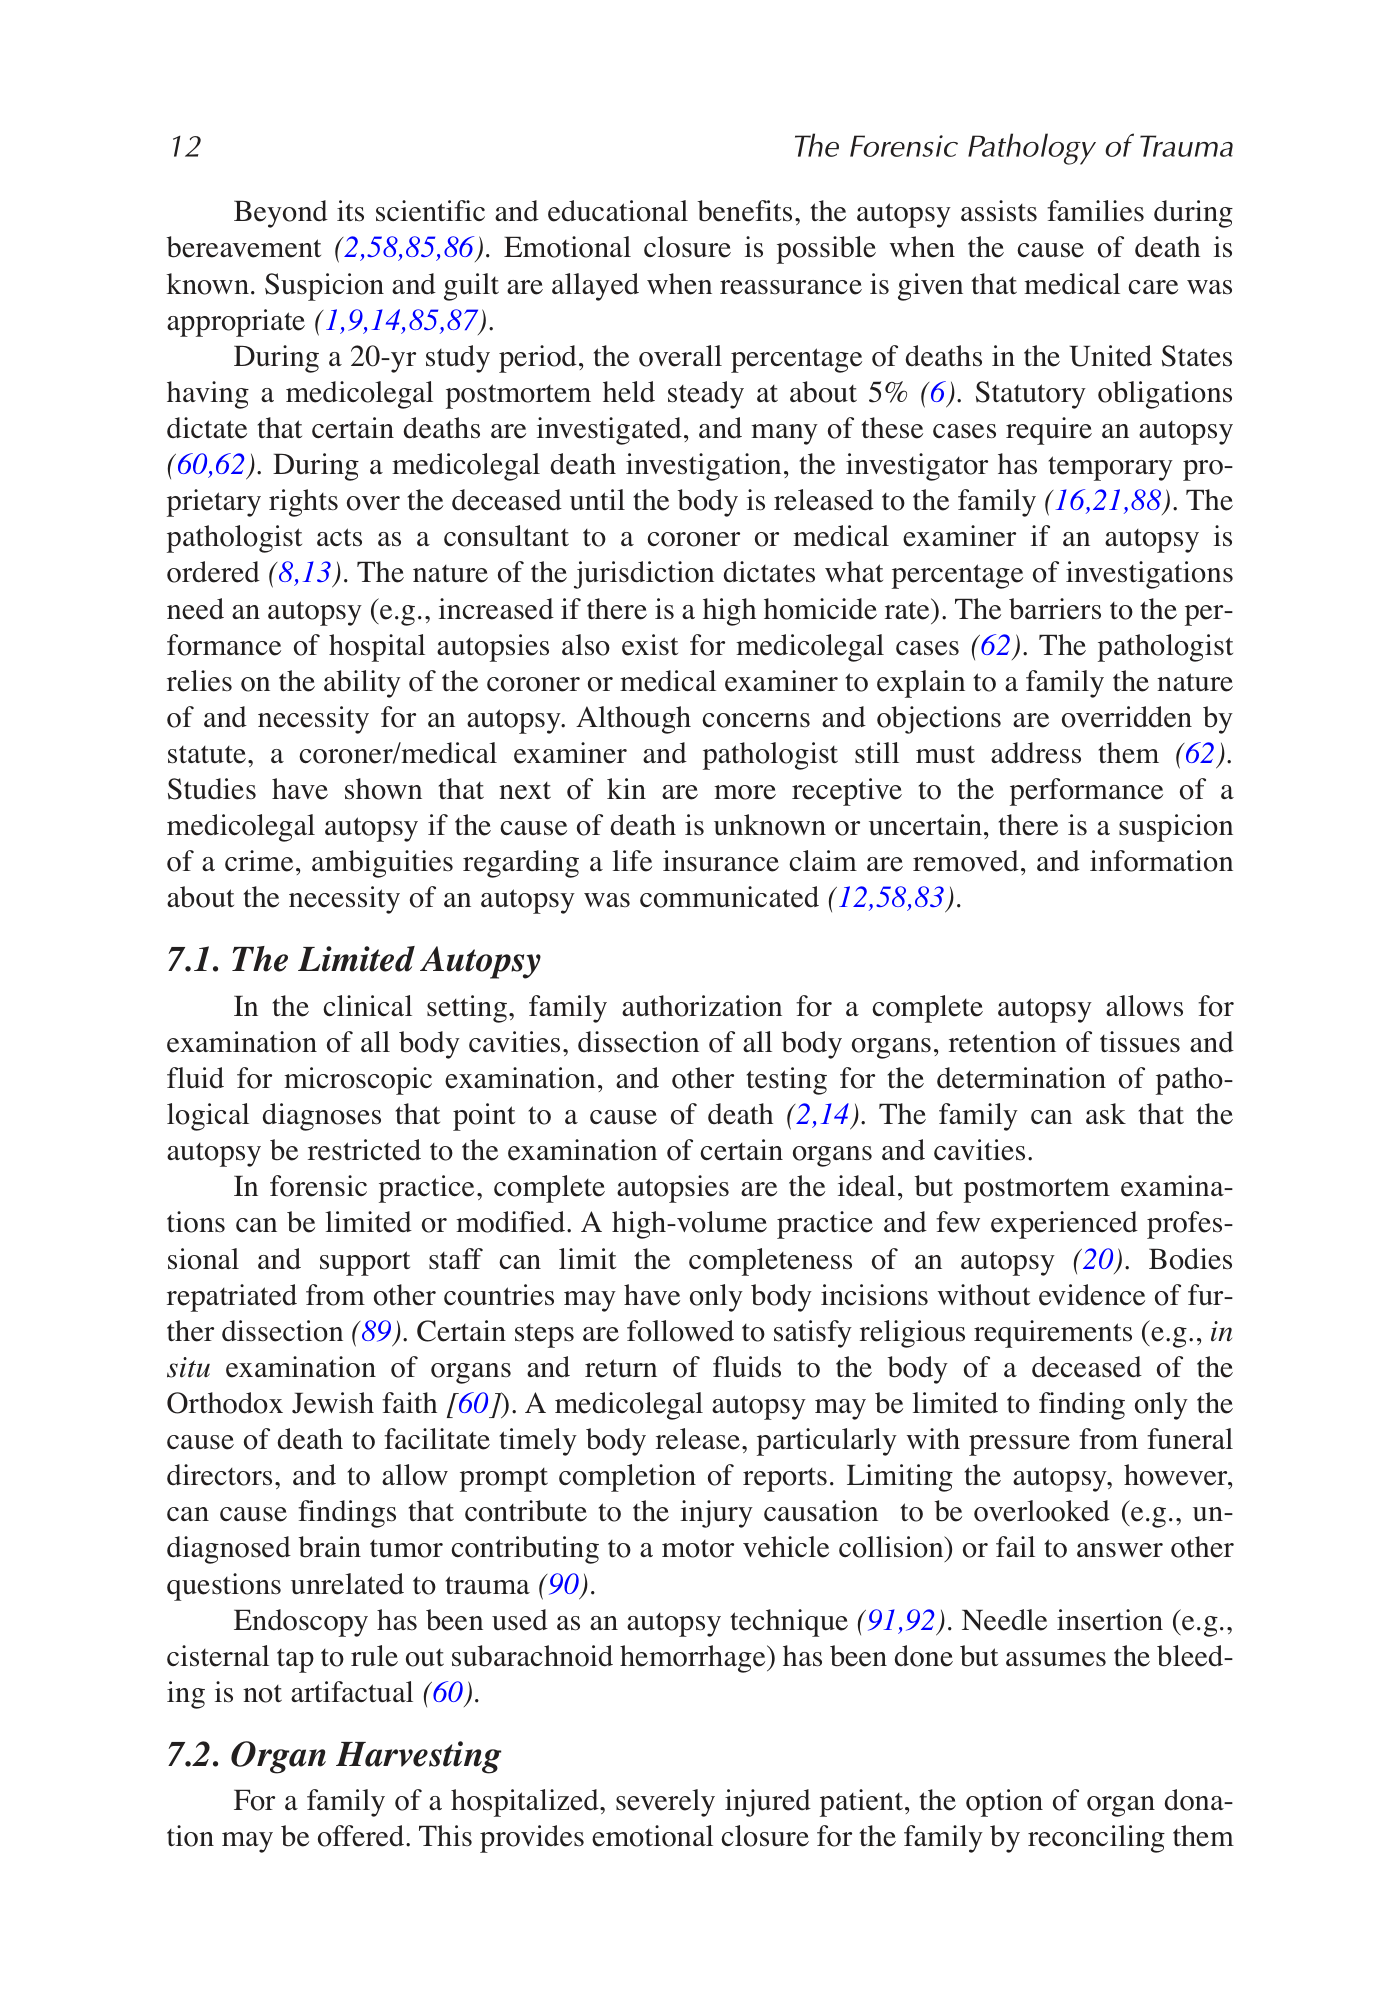 12 The Forensic Pathology of Trauma
Beyond its scientific and educational benefits, the autopsy assists families during
bereavement (2,58,85,86). Emotional closure is possible when the cause of death is
known. Suspicion and guilt are allayed when reassurance is given that medical care was
appropriate (1,9,14,85,87).
During a 20-yr study period, the overall percentage of deaths in the United States
having a medicolegal postmortem held steady at about 5% (6). Statutory obligations
dictate that certain deaths are investigated, and many of these cases require an autopsy
(60,62). During a medicolegal death investigation, the investigator has temporary pro-
prietary rights over the deceased until the body is released to the family (16,21,88). The
pathologist acts as a consultant to a coroner or medical examiner if an autopsy is
ordered (8,13). The nature of the jurisdiction dictates what percentage of investigations
need an autopsy (e.g., increased if there is a high homicide rate). The barriers to the per-
formance of hospital autopsies also exist for medicolegal cases (62). The pathologist
relies on the ability of the coroner or medical examiner to explain to a family the nature
of and necessity for an autopsy. Although concerns and objections are overridden by
statute, a coroner/medical examiner and pathologist still must address them (62).
Studies have shown that next of kin are more receptive to the performance of a
medicolegal autopsy if the cause of death is unknown or uncertain, there is a suspicion
of a crime, ambiguities regarding a life insurance claim are removed, and information
about the necessity of an autopsy was communicated (12,58,83).
7.1. The Limited Autopsy
In the clinical setting, family authorization for a complete autopsy allows for
examination of all body cavities, dissection of all body organs, retention of tissues and
fluid for microscopic examination, and other testing for the determination of patho-
logical diagnoses that point to a cause of death (2,14). The family can ask that the
autopsy be restricted to the examination of certain organs and cavities.
In forensic practice, complete autopsies are the ideal, but postmortem examina-
tions can be limited or modified. A high-volume practice and few experienced profes-
sional and support staff can limit the completeness of an autopsy (20). Bodies
repatriated from other countries may have only body incisions without evidence of fur-
ther dissection (89). Certain steps are followed to satisfy religious requirements (e.g., in
situ examination of organs and return of fluids to the body of a deceased of the
Orthodox Jewish faith [60]). A medicolegal autopsy may be limited to finding only the
cause of death to facilitate timely body release, particularly with pressure from funeral
directors, and to allow prompt completion of reports. Limiting the autopsy, however,
can cause findings that contribute to the injury causation to be overlooked (e.g., un-
diagnosed brain tumor contributing to a motor vehicle collision) or fail to answer other
questions unrelated to trauma (90).
Endoscopy has been used as an autopsy technique (91,92). Needle insertion (e.g.,
cisternal tap to rule out subarachnoid hemorrhage) has been done but assumes the bleed-
ing is not artifactual (60).
7.2. Organ Harvesting
For a family of a hospitalized, severely injured patient, the option of organ dona-
tion may be offered. This provides emotional closure for the family by reconciling them